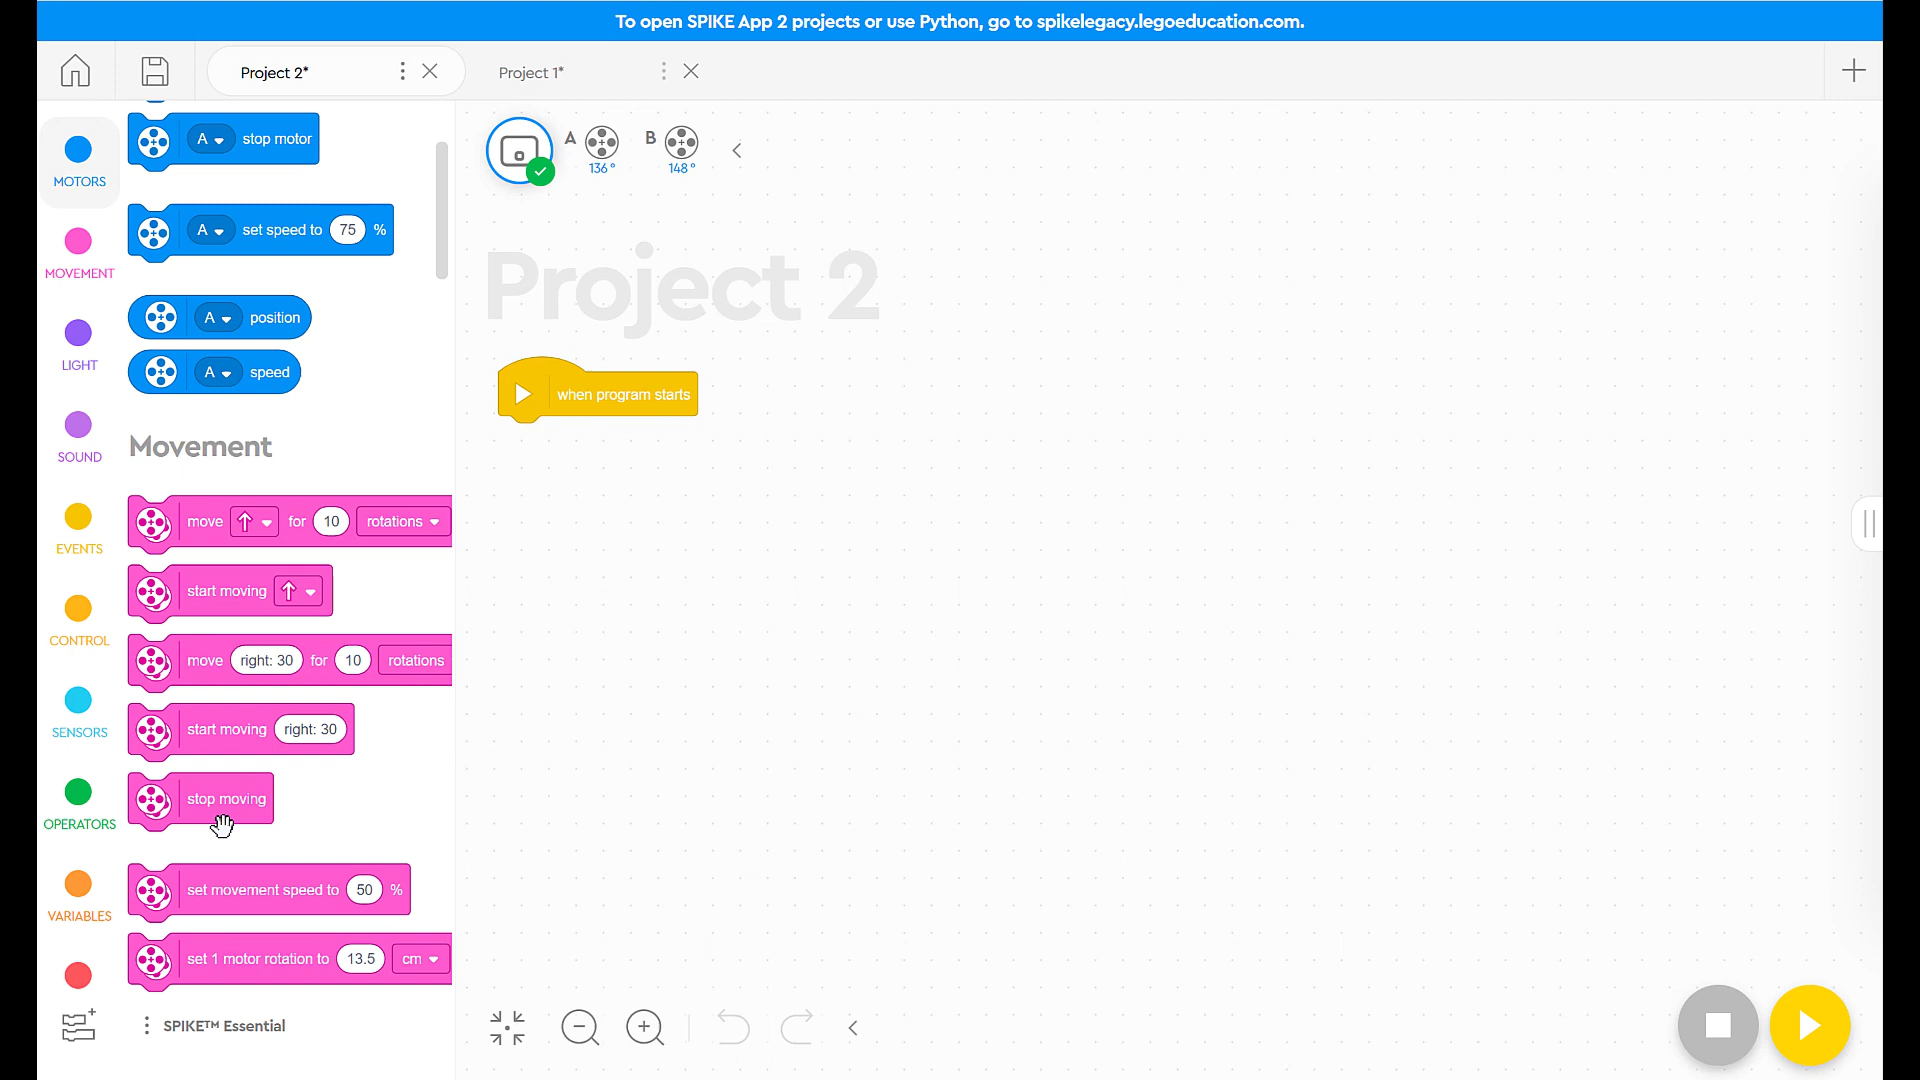 To open SPIKE App 2 projects or use Python, go to spikelegacy.legoeducation.com.
Project 2*
Project 1*
MOTORS
MOVEMENT
LIGHT
SOUND
EVENTS
CONTROL
SENSORS
OPERATORS
VARIABLES
A stop motor
A set speed to 75 %
A position
A speed
Movement
move for 10 rotations
start moving
move right: 30 for 10 rotations
start moving right: 30
stop moving
set movement speed to 50 %
set 1 motor rotation to 13.5 cm
SPIKE™ Essential
A 136°
B 148°
Project 2
when program starts